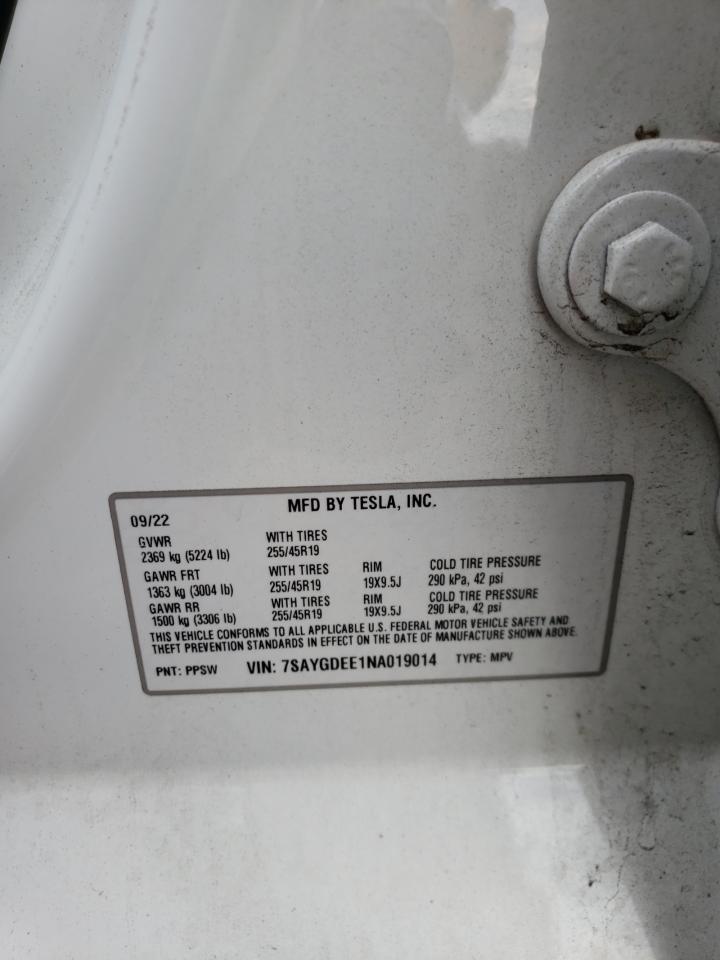 MFD BY TESLA, INC.
09/22
GVWR WITH TIRES
2369 kg (5224 lb) 255/45R19
GAWR FRT WITH TIRES RIM COLD TIRE PRESSURE
1363 kg (3004 lb) 255/45R19 19X9.5J 290 kPa, 42 psi
GAWR RR WITH TIRES RIM COLD TIRE PRESSURE
1500 kg (3306 lb) 255/45R19 19X9.5J 290 kPa, 42 psi
THIS VEHICLE CONFORMS TO ALL APPLICABLE U.S. FEDERAL MOTOR VEHICLE SAFETY AND
THEFT PREVENTION STANDARDS IN EFFECT ON THE DATE OF MANUFACTURE SHOWN ABOVE.
PNT: PPSW VIN: 7SAYGDEE1NA019014 TYPE: MPV